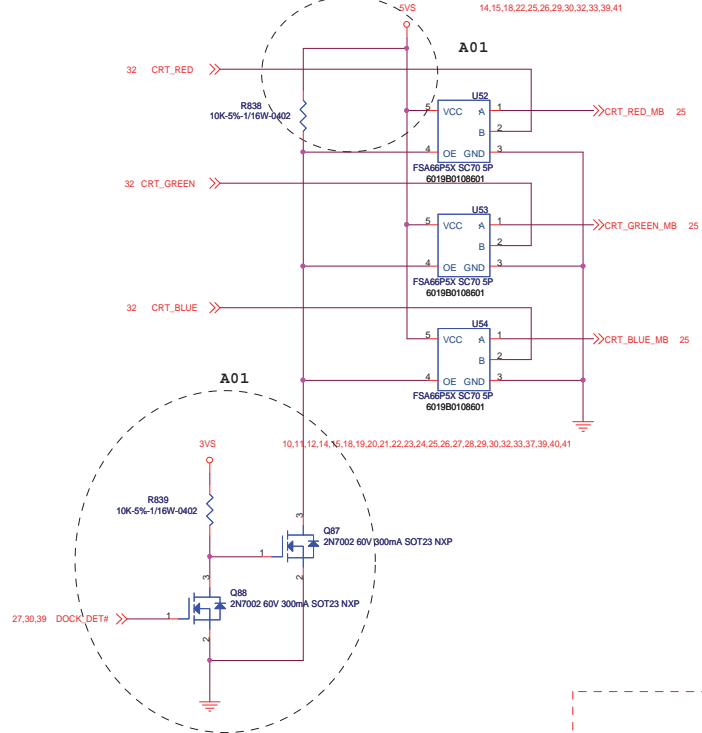 5VS 14,15,18,22,25,26,29,30,32,33,39,41
A01
32 CRT_RED
R838
10K-5%-1/16W-0402
U52
5 VCC A 1 CRT_RED_MB 25
B 2
4 OE GND 3
FSA66P5X SC70 5P
6019B0108601
32 CRT_GREEN
U53
5 VCC A 1 CRT_GREEN_MB 25
B 2
4 OE GND 3
FSA66P5X SC70 5P
6019B0108601
32 CRT_BLUE
U54
5 VCC A 1 CRT_BLUE_MB 25
B 2
4 OE GND 3
FSA66P5X SC70 5P
6019B0108601
A01
3VS 10,11,12,14,15,18,19,20,21,22,23,24,25,26,27,28,29,30,32,33,37,39,40,41
R839
10K-5%-1/16W-0402
3
Q87
2N7002 60V 300mA SOT23 NXP
1
2
3
Q88
2N7002 60V 300mA SOT23 NXP
27,30,39 DOCK_DET# 1
2